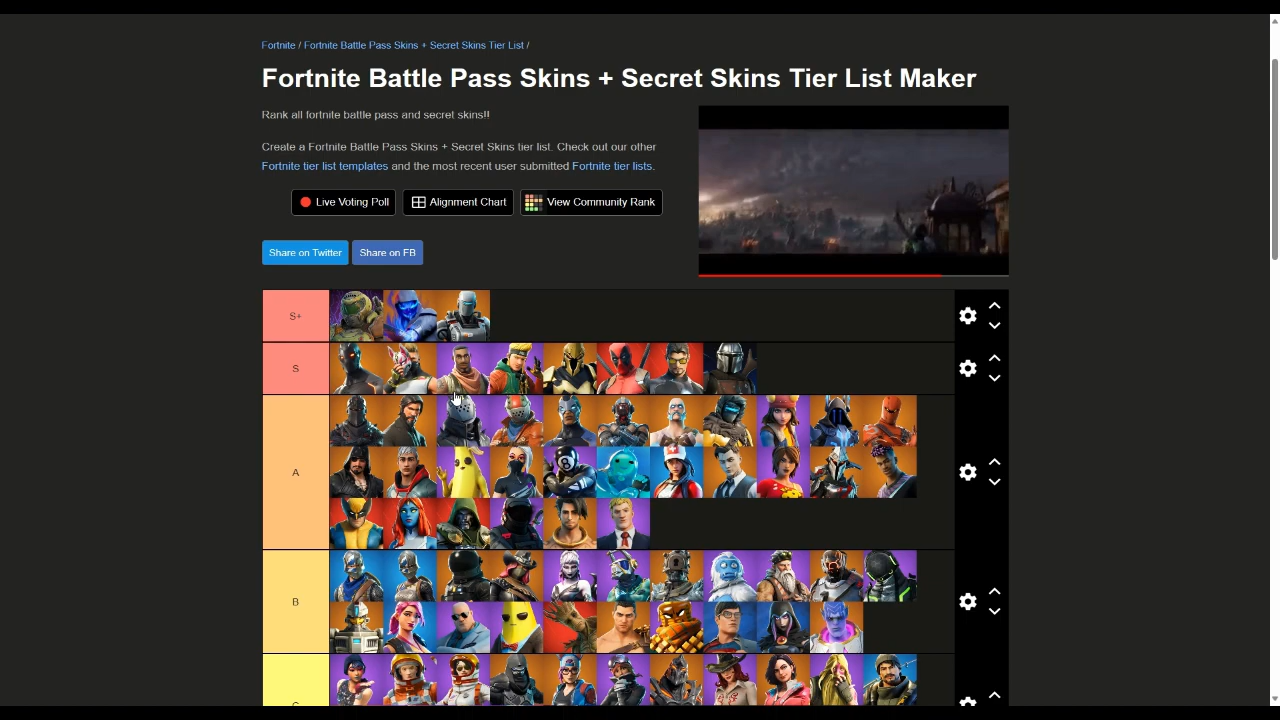 Fortnite / Fortnite Battle Pass Skins + Secret Skins Tier List /
Fortnite Battle Pass Skins + Secret Skins Tier List Maker
Rank all fortnite battle pass and secret skins!!
Create a Fortnite Battle Pass Skins + Secret Skins tier list. Check out our other
Fortnite tier list templates and the most recent user submitted Fortnite tier lists.
Live Voting Poll
Alignment Chart
View Community Rank
Share on Twitter
Share on FB
S+
S
A
B